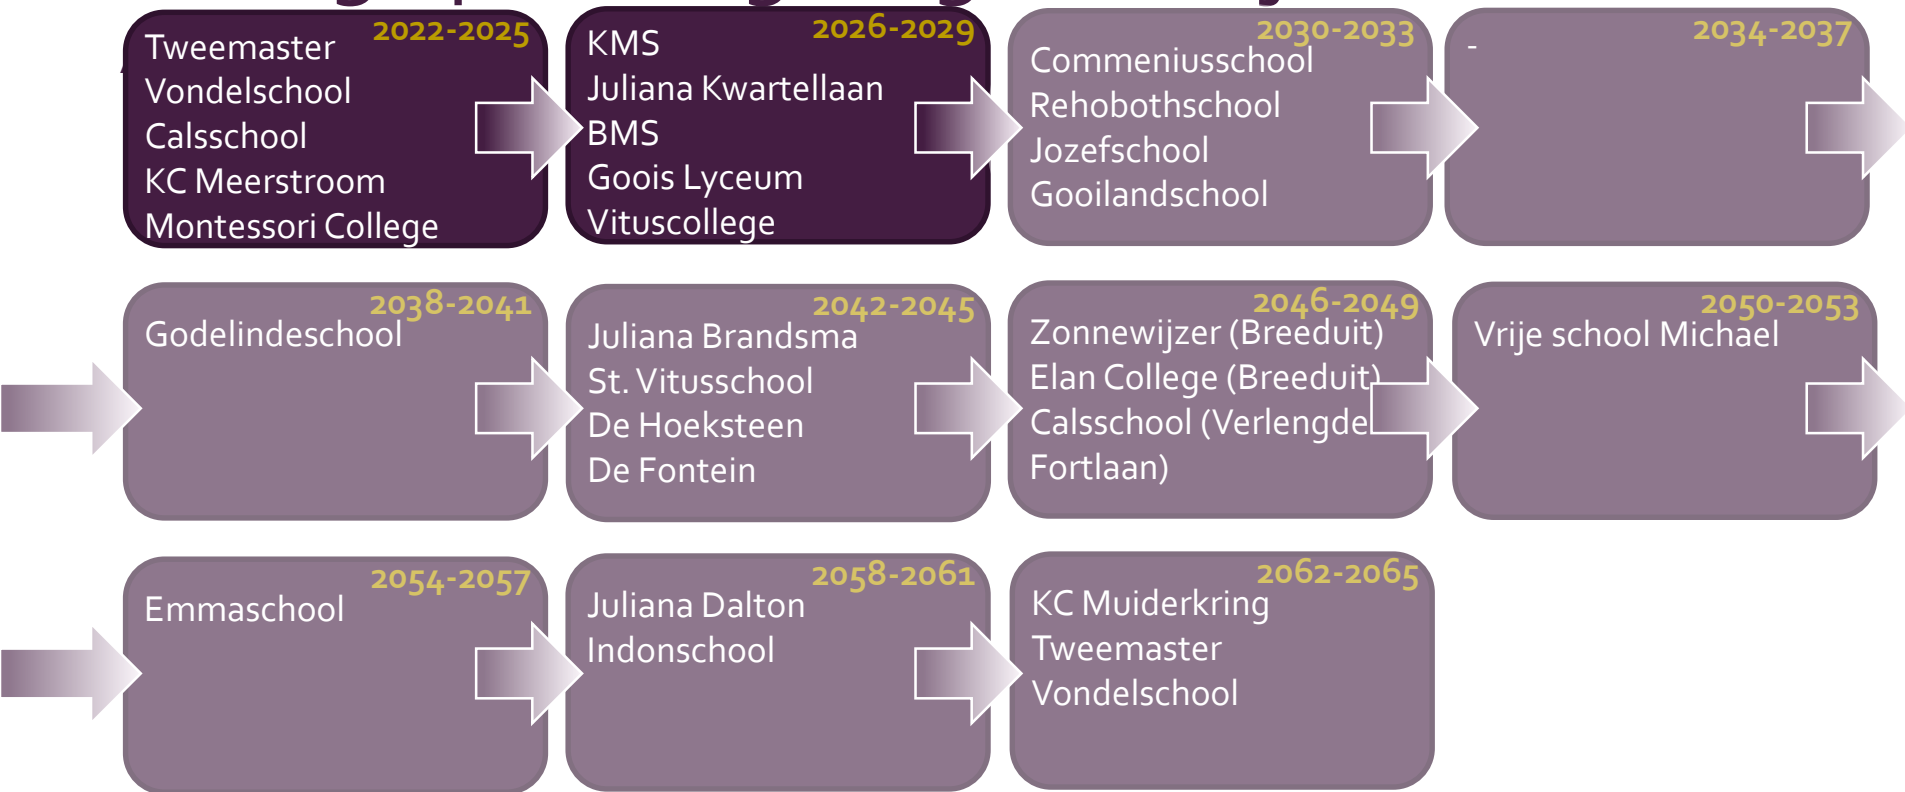 2022-2025
Tweemaster
Vondelschool
Calsschool
KC Meerstroom
Montessori College
2026-2029
KMS
Juliana Kwartellaan
BMS
Goois Lyceum
Vituscollege
2030-2033
Commeniusschool
Rehobothschool
Jozefschool
Gooilandschool
2034-2037
-
2038-2041
Godelindeschool
2042-2045
Juliana Brandsma
St. Vitusschool
De Hoeksteen
De Fontein
2046-2049
Zonnewijzer (Breeduit)
Elan College (Breeduit)
Calsschool (Verlengde
Fortlaan)
2050-2053
Vrije school Michael
2054-2057
Emmaschool
2058-2061
Juliana Dalton
Indonschool
2062-2065
KC Muiderkring
Tweemaster
Vondelschool